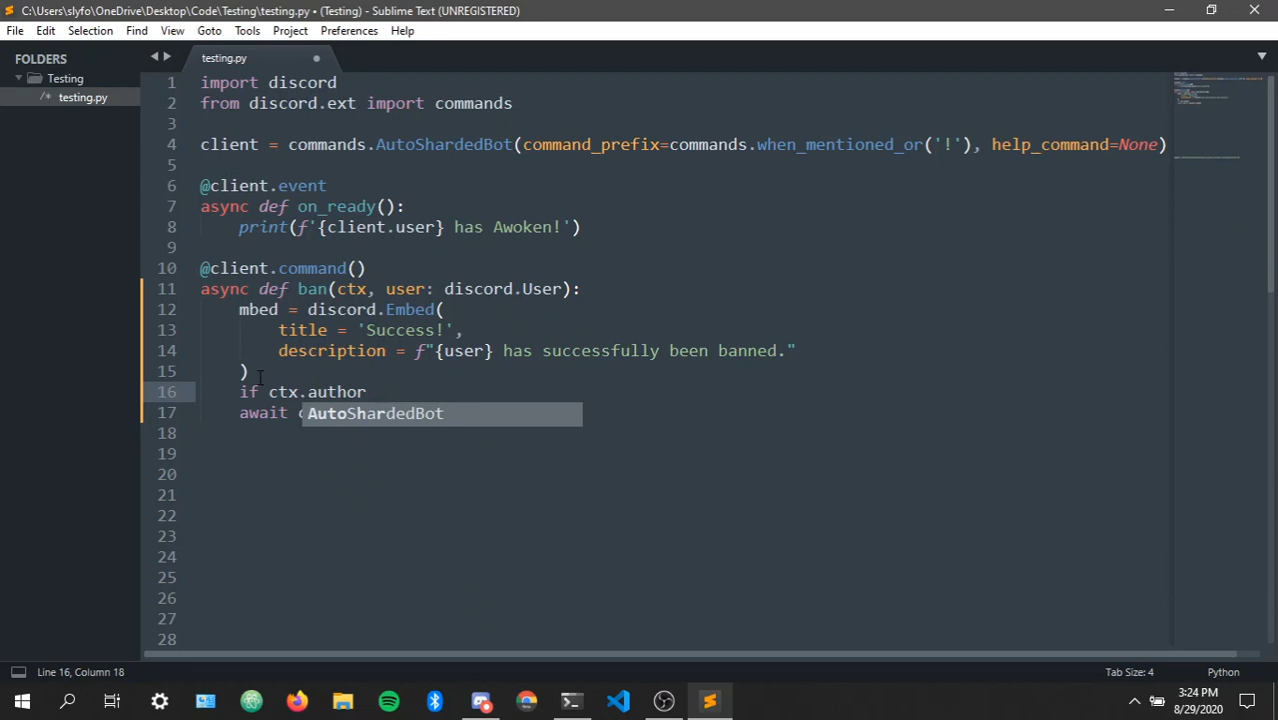 C:\Users\slyfo\OneDrive\Desktop\Code\Testing\testing.py • (Testing) - Sublime Text (UNREGISTERED)
File Edit Selection Find View Goto Tools Project Preferences Help
FOLDERS
Testing
testing.py
testing.py
1 import discord
2 from discord.ext import commands
3
4 client = commands.AutoShardedBot(command_prefix=commands.when_mentioned_or('!'), help_command=None)
5
6 @client.event
7 async def on_ready():
8 print(f'{client.user} has Awoken!')
9
10 @client.command()
11 async def ban(ctx, user: discord.User):
12 mbed = discord.Embed(
13 title = 'Success!',
14 description = f"{user} has successfully been banned."
15 )
16 if ctx.author
17 await c
AutoShardedBot
18
19
20
21
22
23
24
25
26
27
28
Line 16, Column 18
Tab Size: 4
Python
3:24 PM
8/29/2020